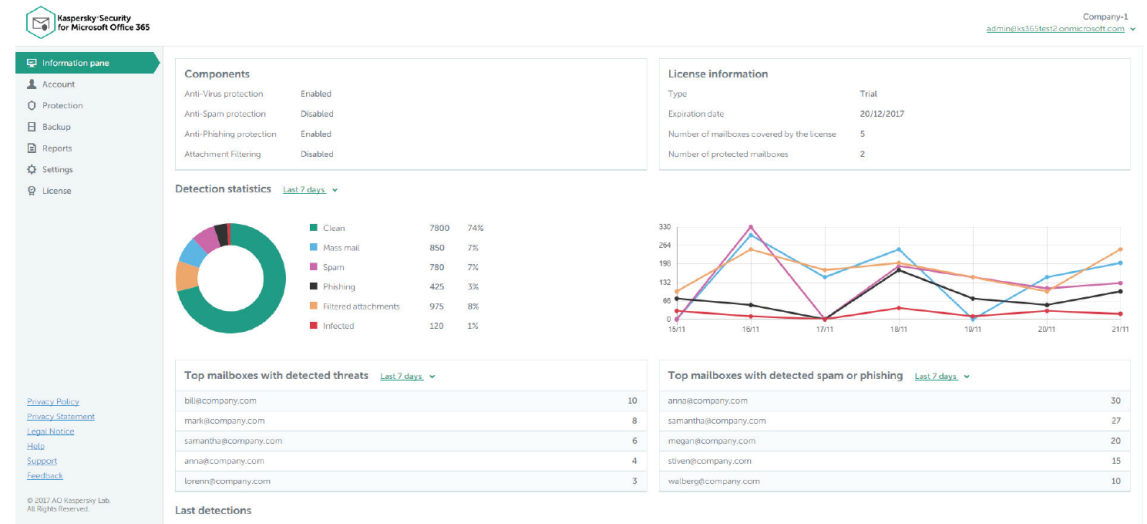 Kaspersky Security
for Microsoft Office 365
Company-1
admin@ks365test2.onmicrosoft.com
Information pane
Account
Protection
Backup
Reports
Settings
License
Components
Anti-Virus protection Enabled
Anti-Spam protection Disabled
Anti-Phishing protection Enabled
Attachment Filtering Disabled
License information
Type Trial
Expiration date 20/12/2017
Number of mailboxes covered by the license 5
Number of protected mailboxes 2
Detection statistics Last 7 days
Clean 7800 74%
Mass mail 850 7%
Spam 780 7%
Phishing 425 3%
Filtered attachments 975 8%
Infected 120 1%
330
264
198
132
66
0
15/11 16/11 17/11 18/11 19/11 20/11 21/11
Top mailboxes with detected threats Last 7 days
bill@company.com 10
mark@company.com 8
samantha@company.com 6
anna@company.com 4
lorenn@company.com 3
Top mailboxes with detected spam or phishing Last 7 days
anna@company.com 30
samantha@company.com 27
megan@company.com 20
stiven@company.com 15
walberg@company.com 10
Last detections
Privacy Policy
Privacy Statement
Legal Notice
Help
Support
Feedback
© 2017 AO Kaspersky Lab.
All Rights Reserved.